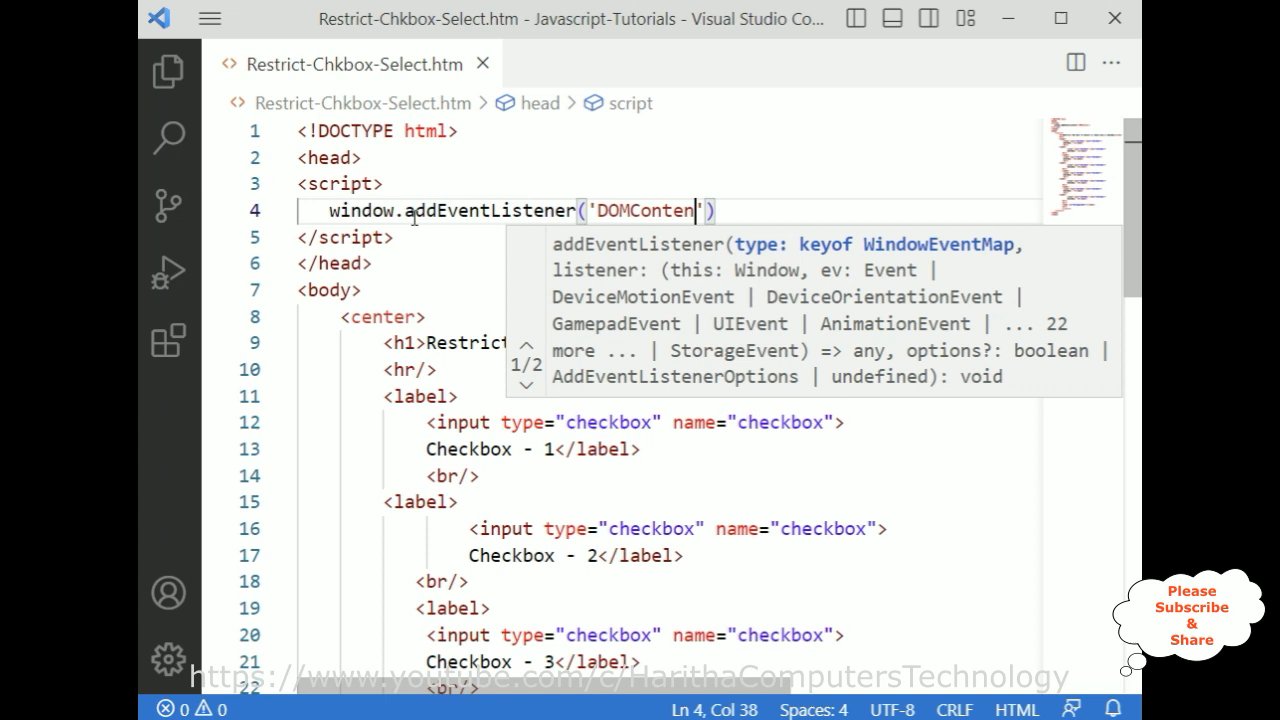 Restrict-Chkbox-Select.htm - Javascript-Tutorials - Visual Studio Co...
Restrict-Chkbox-Select.htm
Restrict-Chkbox-Select.htm > head > script
1 <!DOCTYPE html>
2 <head>
3 <script>
4 window.addEventListener('DOMConten')
5 </script>
6 </head>
7 <body>
8 <center>
9 <h1>Restrict
10 <hr/>
11 <label>
12 <input type="checkbox" name="checkbox">
13 Checkbox - 1</label>
14 <br/>
15 <label>
16 <input type="checkbox" name="checkbox">
17 Checkbox - 2</label>
18 <br/>
19 <label>
20 <input type="checkbox" name="checkbox">
21 Checkbox - 3</label>
22 <br/>
addEventListener(type: keyof WindowEventMap,
listener: (this: Window, ev: Event |
DeviceMotionEvent | DeviceOrientationEvent |
GamepadEvent | UIEvent | AnimationEvent | ... 22
more ... | StorageEvent) => any, options?: boolean |
AddEventListenerOptions | undefined): void
1/2
Please
Subscribe
&
Share
https://www.youtube.com/c/HarithaComputersTechnology
0 0 Ln 4, Col 38 Spaces: 4 UTF-8 CRLF HTML